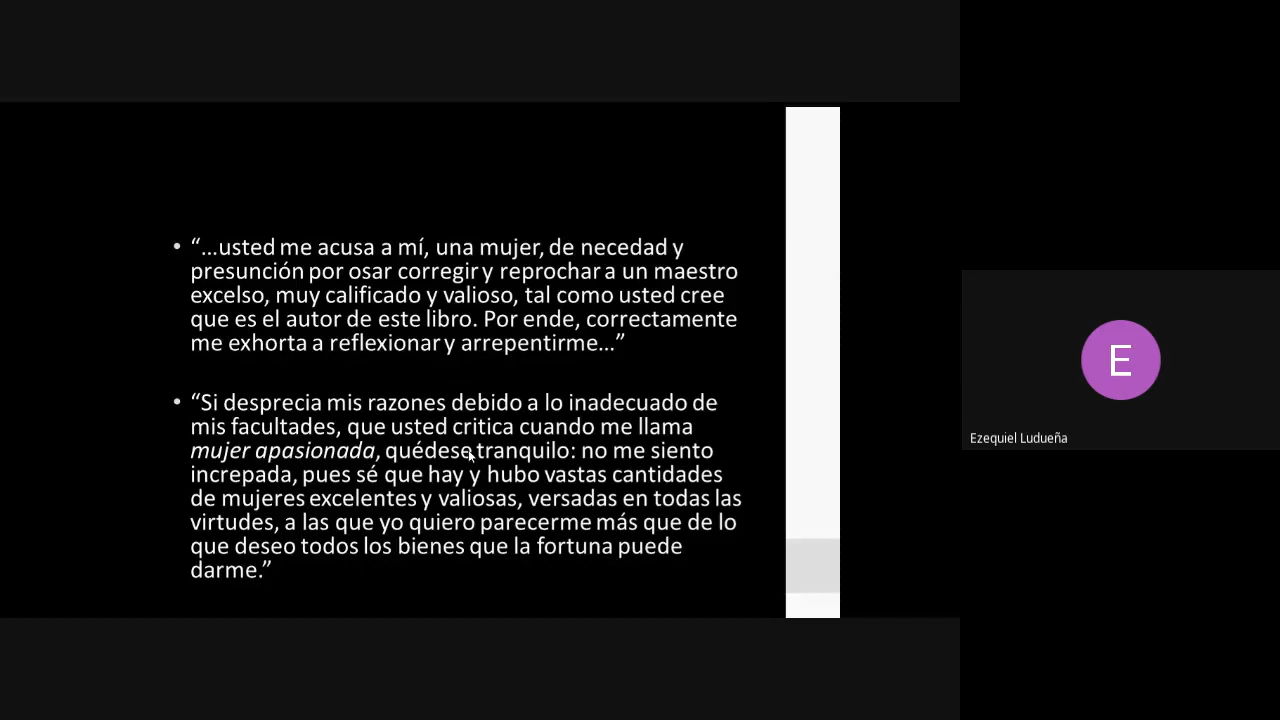 • “...usted me acusa a mí, una mujer, de necedad y
presunción por osar corregir y reprochar a un maestro
excelso, muy calificado y valioso, tal como usted cree
que es el autor de este libro. Por ende, correctamente
me exhorta a reflexionar y arrepentirme...”
• “Si desprecia mis razones debido a lo inadecuado de
mis facultades, que usted critica cuando me llama
mujer apasionada, quédese tranquilo: no me siento
increpada, pues sé que hay y hubo vastas cantidades
de mujeres excelentes y valiosas, versadas en todas las
virtudes, a las que yo quiero parecerme más que de lo
que deseo todos los bienes que la fortuna puede
darme.”
E
Ezequiel Ludueña